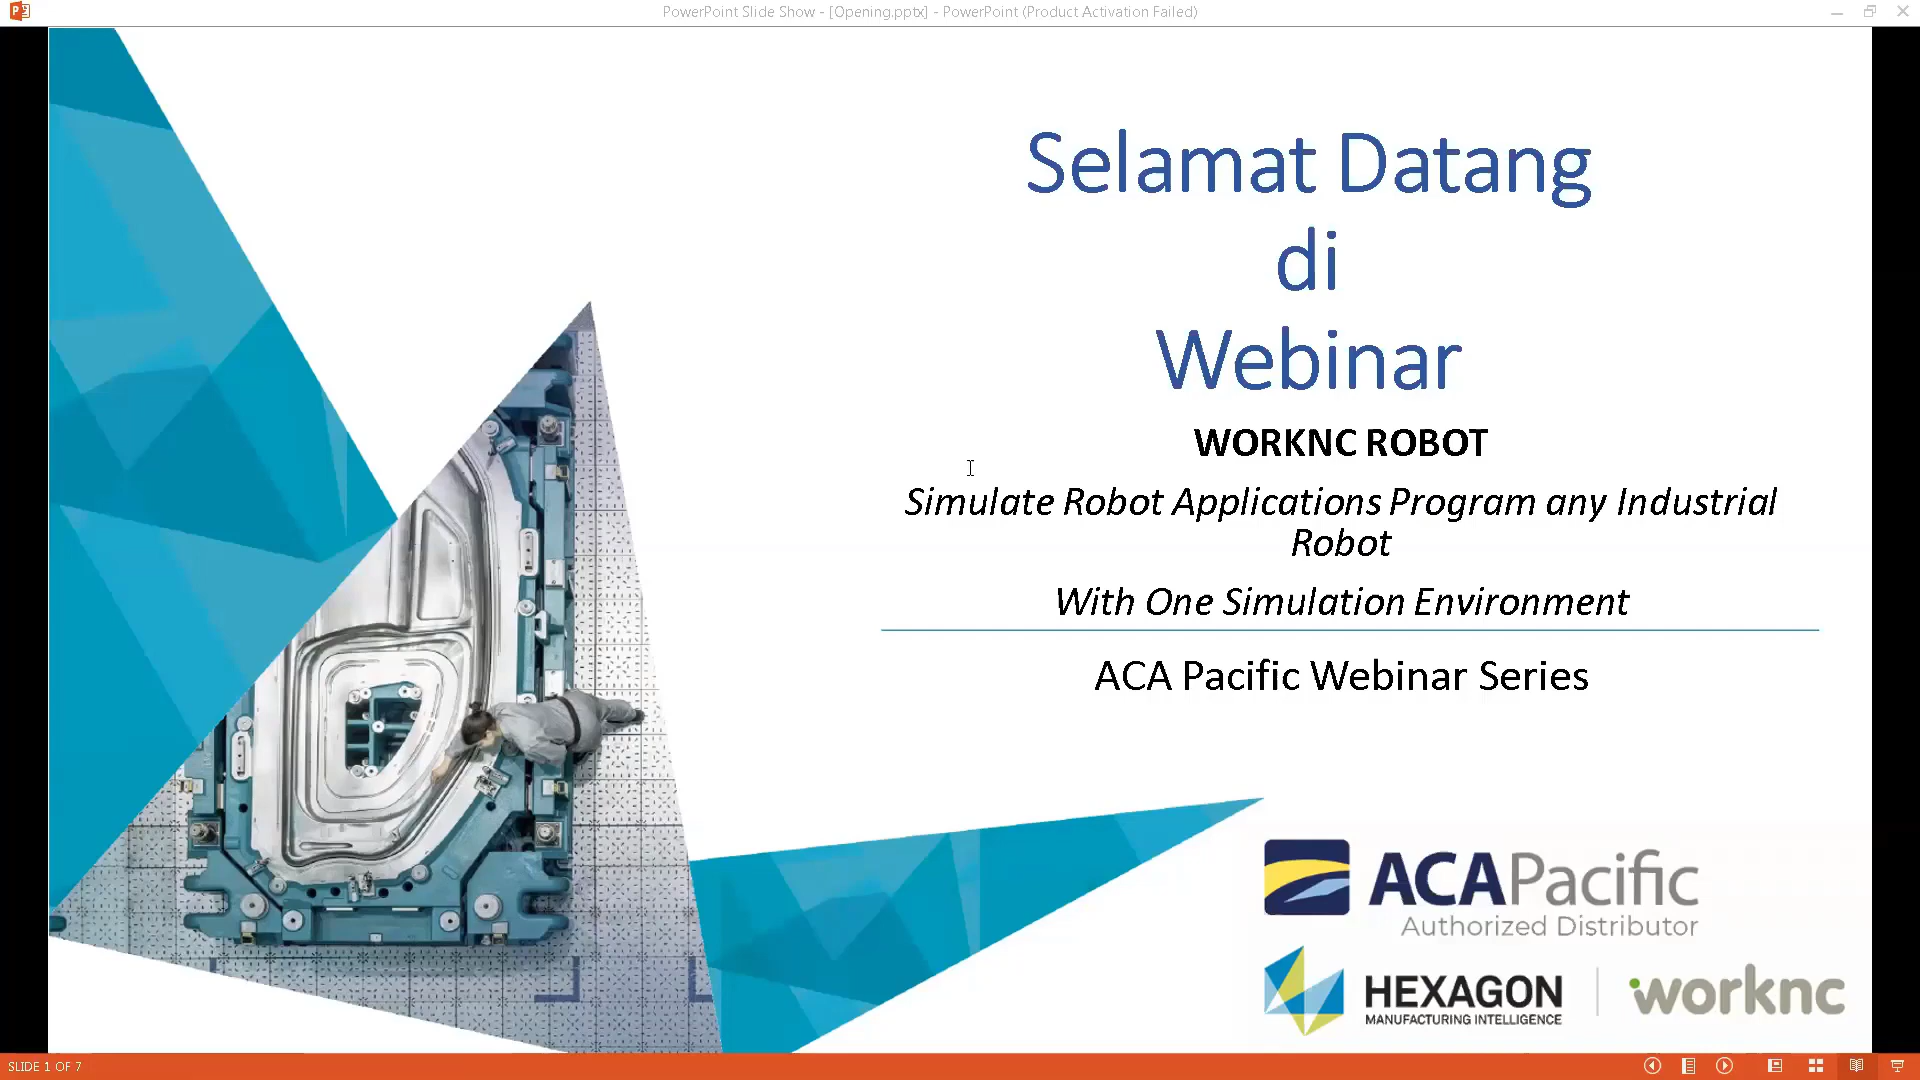 PowerPoint Slide Show - [Opening.pptx] - PowerPoint (Product Activation Failed)
Selamat Datang
di
Webinar
WORKNC ROBOT
Simulate Robot Applications Program any Industrial
Robot
With One Simulation Environment
ACA Pacific Webinar Series
ACAPacific
Authorized Distributor
HEXAGON
MANUFACTURING INTELLIGENCE
worknc
SLIDE 1 OF 7